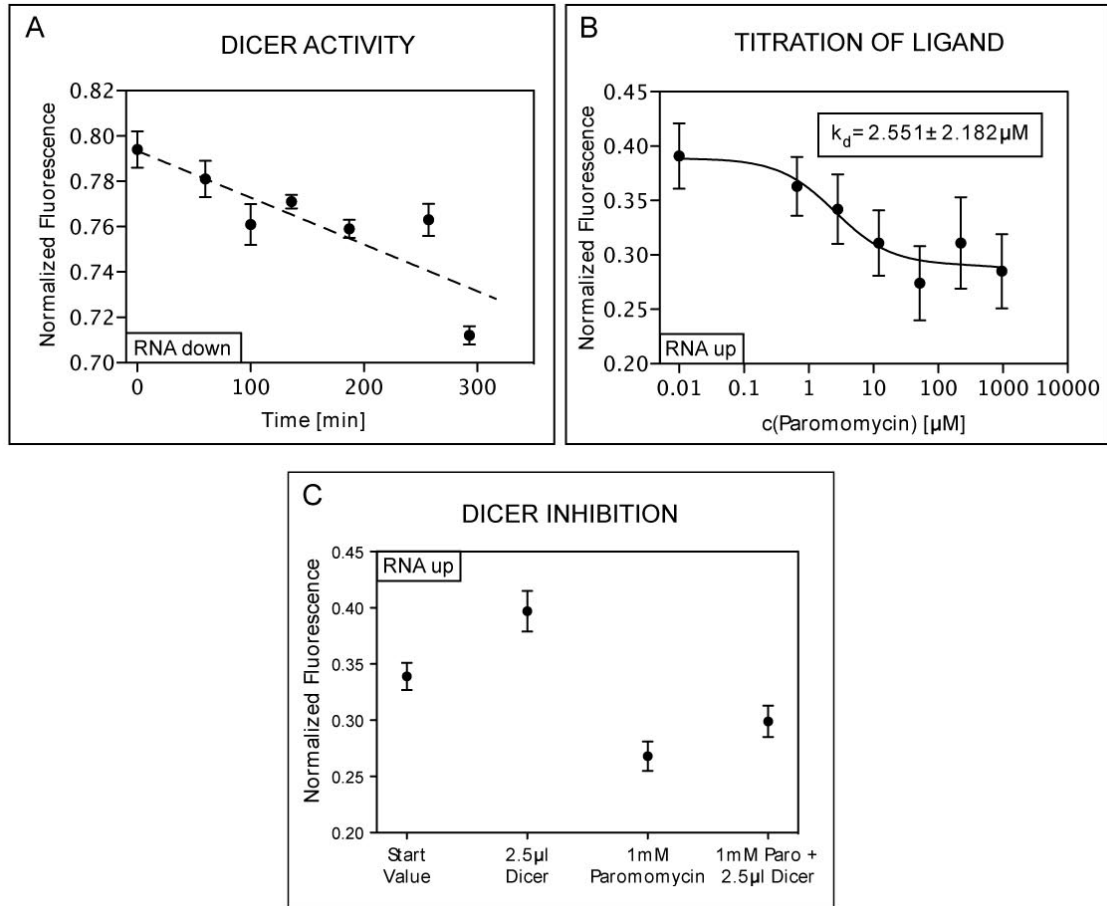 A
DICER ACTIVITY
Normalized Fluorescence
0.82
0.80
0.78
0.76
0.74
0.72
0.70
RNA down
0 100 200 300
Time [min]
B
TITRATION OF LIGAND
Normalized Fluorescence
0.45
0.40
0.35
0.30
0.25
0.20
kd= 2.551± 2.182µM
RNA up
0.01 0.1 1 10 100 1000 10000
c(Paromomycin) [µM]
C
DICER INHIBITION
Normalized Fluorescence
0.45
0.40
0.35
0.30
0.25
0.20
RNA up
Start 2.5µl 1mM 1mM Paro +
Value Dicer Paromomycin 2.5µl Dicer